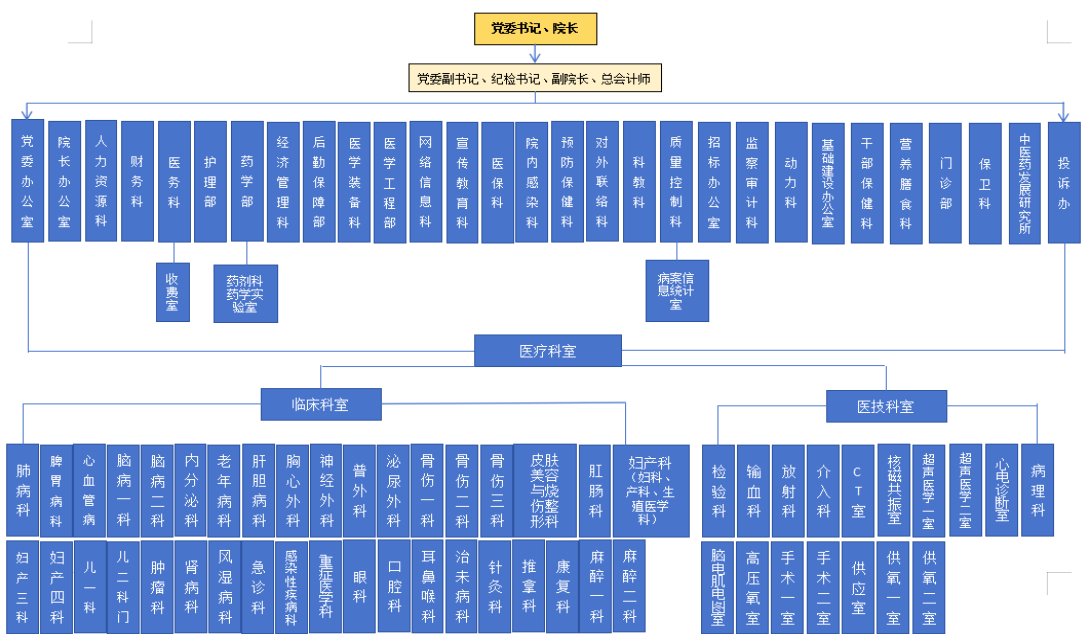 党委书记、院长
党委副书记、纪检书记、副院长、总会计师
党委办公室
院长办公室
人力资源科
财务科
医务科
护理部
药学部
经济管理科
后勤保障部
医学装备科
医学工程部
网络信息科
宣传教育科
医保科
院内感染科
预防保健科
对外联络科
科教科
质量控制科
招标办公室
监察审计科
动力科
基础建设办公室
干部保健科
营养膳食科
门诊部
保卫科
中医药发展研究所
投诉办
收费室
药剂科
药学实
验室
病案信
息统计
室
医疗科室
临床科室
医技科室
肺病科
脾胃病科
心血管病
脑病一科
脑病二科
内分泌科
老年病科
肝胆病科
胸心外科
神经外科
普外科
泌尿外科
骨伤一科
骨伤二科
骨伤三科
皮肤
美容
与烧
伤整
形科
肛肠科
妇产科
（妇科、
产科、生
殖医学
科）
检验科
输血科
放射科
介入科
CT室
核磁共振室
超声医学一室
超声医学二室
心电诊断室
病理科
妇产三科
妇产四科
儿一科
儿二科门
肿瘤科
肾病科
风湿病科
急诊科
感染性疾病科
重症医学科
眼科
口腔科
耳鼻喉科
治未病科
针灸科
推拿科
康复科
麻醉一科
麻醉二科
脑电肌电图室
高压氧室
手术一室
手术二室
供应室
供氧一室
供氧二室